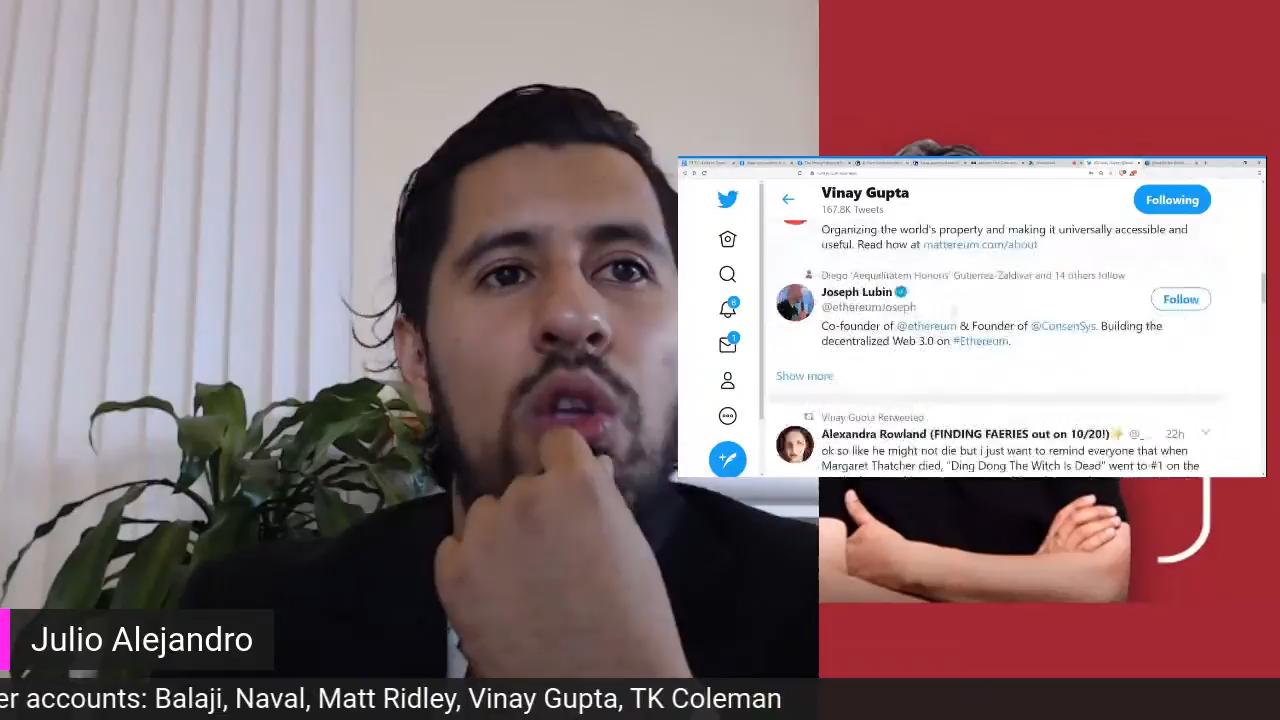 Vinay Gupta
167.8K Tweets
Following
Organizing the world's property and making it universally accessible and
useful. Read how at mattereum.com/about
Diego 'Aequalitatem Honoris' Gutierrez-Zaldivar and 14 others follow
Joseph Lubin
@ethereumJoseph
Follow
Co-founder of @ethereum & Founder of @ConsenSys. Building the
decentralized Web 3.0 on #Ethereum.
Show more
Vinay Gupta Retweeted
Alexandra Rowland (FINDING FAERIES out on 10/20!) @_... 22h
ok so like he might not die but i just want to remind everyone that when
Margaret Thatcher died, "Ding Dong The Witch Is Dead" went to #1 on the
8
1
Julio Alejandro
er accounts: Balaji, Naval, Matt Ridley, Vinay Gupta, TK Coleman